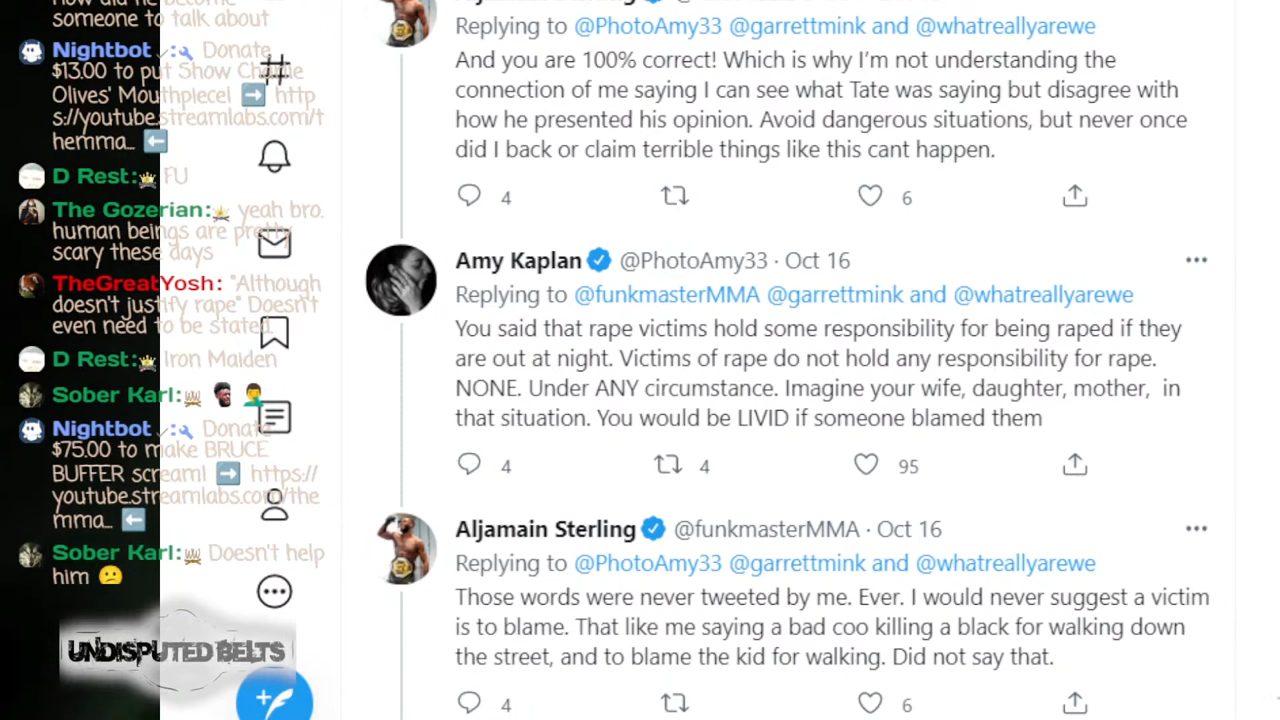 How did he become
someone to talk about
Nightbot : Donate
$13.00 to put Show Charlie
Olives' Mouthpiece! ➡️ http
s://youtube.streamlabs.com/t
hemma... ⬅️
D Rest: FU
The Gozerian: yeah bro.
human beings are pretty
scary these days
TheGreatYosh: "Although
doesn't justify rape" Doesn't
even need to be stated.
D Rest: Iron Maiden
Sober Karl:
Nightbot : Donate
$75.00 to make BRUCE
BUFFER scream! ➡️ https://
youtube.streamlabs.com/the
mma... ⬅️
Sober Karl: Doesn't help
him 😕
UNDISPUTED BELTS
Aljamain Sterling
Replying to @PhotoAmy33 @garrettmink and @whatreallyarewe
And you are 100% correct! Which is why I'm not understanding the
connection of me saying I can see what Tate was saying but disagree with
how he presented his opinion. Avoid dangerous situations, but never once
did I back or claim terrible things like this cant happen.
4 6
Amy Kaplan @PhotoAmy33 · Oct 16
Replying to @funkmasterMMA @garrettmink and @whatreallyarewe
You said that rape victims hold some responsibility for being raped if they
are out at night. Victims of rape do not hold any responsibility for rape.
NONE. Under ANY circumstance. Imagine your wife, daughter, mother, in
that situation. You would be LIVID if someone blamed them
4 4 95
Aljamain Sterling @funkmasterMMA · Oct 16
Replying to @PhotoAmy33 @garrettmink and @whatreallyarewe
Those words were never tweeted by me. Ever. I would never suggest a victim
is to blame. That like me saying a bad coo killing a black for walking down
the street, and to blame the kid for walking. Did not say that.
4 6